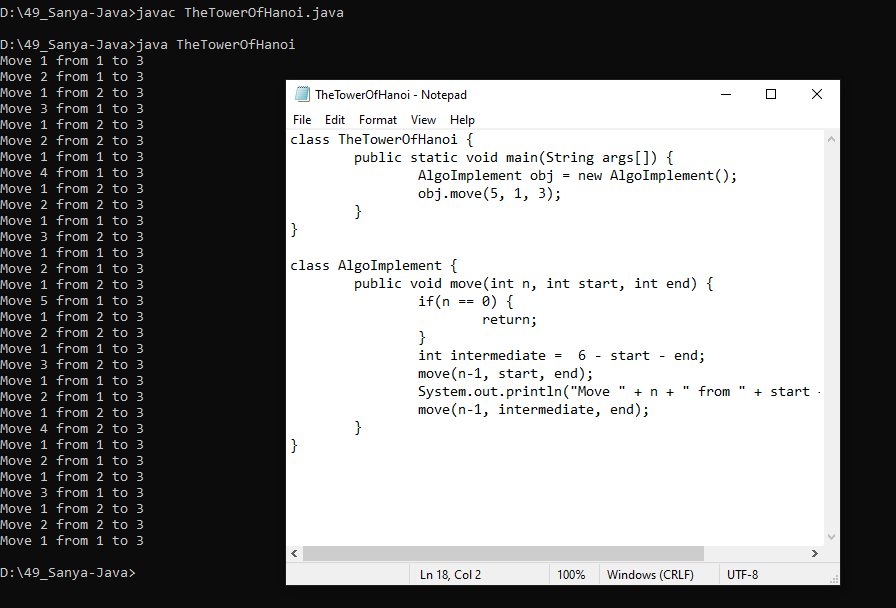 D:\49_Sanya-Java>javac TheTowerOfHanoi.java
D:\49_Sanya-Java>java TheTowerOfHanoi
Move 1 from 1 to 3
Move 2 from 1 to 3
Move 1 from 2 to 3
Move 3 from 1 to 3
Move 1 from 2 to 3
Move 2 from 2 to 3
Move 1 from 1 to 3
Move 4 from 1 to 3
Move 1 from 2 to 3
Move 2 from 2 to 3
Move 1 from 1 to 3
Move 3 from 2 to 3
Move 1 from 1 to 3
Move 2 from 1 to 3
Move 1 from 2 to 3
Move 5 from 1 to 3
Move 1 from 2 to 3
Move 2 from 2 to 3
Move 1 from 1 to 3
Move 3 from 2 to 3
Move 1 from 1 to 3
Move 2 from 1 to 3
Move 1 from 2 to 3
Move 4 from 2 to 3
Move 1 from 1 to 3
Move 2 from 1 to 3
Move 1 from 2 to 3
Move 3 from 1 to 3
Move 1 from 2 to 3
Move 2 from 2 to 3
Move 1 from 1 to 3
D:\49_Sanya-Java>
TheTowerOfHanoi - Notepad
File Edit Format View Help
class TheTowerOfHanoi {
public static void main(String args[]) {
AlgoImplement obj = new AlgoImplement();
obj.move(5, 1, 3);
}
}
class AlgoImplement {
public void move(int n, int start, int end) {
if(n == 0) {
return;
}
int intermediate =  6 - start - end;
move(n-1, start, end);
System.out.println("Move " + n + " from " + start
move(n-1, intermediate, end);
}
}
Ln 18, Col 2 100% Windows (CRLF) UTF-8